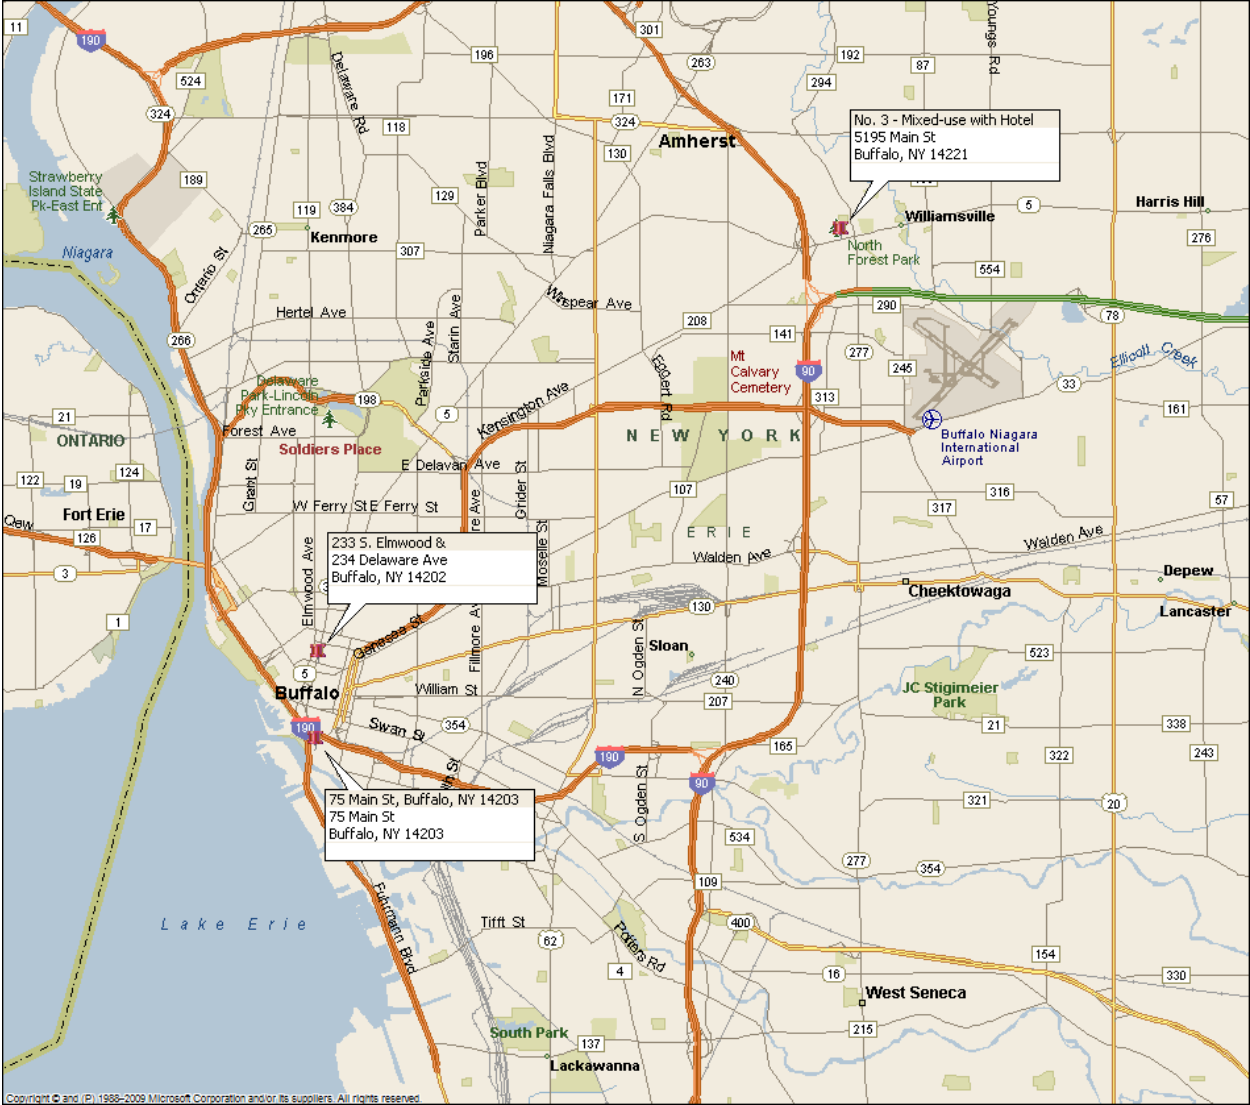 11
190
301
Youngs Rd
196
192
263
87
524
294
Delaware Rd
171
324
324
118
No. 3 - Mixed-use with Hotel
5195 Main St
Buffalo, NY 14221
Amherst
130
Niagara Falls Blvd
Parker Blvd
Strawberry
Island State
Pk-East Ent
189
129
119
384
5
Harris Hill
Williamsville
265
Kenmore
276
307
North
Forest Park
Niagara
Ontario St
554
Winspear Ave
290
Hertel Ave
208
78
Starin Ave
Parkside Ave
141
266
277
Mt
Calvary
Cemetery
Eggert Rd
Ellicott Creek
90
245
33
Delaware
Park-Lincoln
Pky Entrance
198
Kensington Ave
313
161
21
5
Forest Ave
ONTARIO
Soldiers Place
NEW YORK
Buffalo Niagara
International
Airport
E Delavan Ave
Grant St
Grider St
122
19
124
107
316
57
W Ferry St
E Ferry St
317
Fort Erie
17
Qew
126
re Ave
ERIE
Walden Ave
Walden Ave
Elmwood Ave
233 S. Elmwood &
234 Delaware Ave
Buffalo, NY 14202
Moselle St
3
Depew
Cheektowaga
Lancaster
130
1
Genesee St
Fillmore Ave
N Ogden St
Sloan
523
5
240
JC Stiglmeier
Park
Buffalo
William St
207
21
338
190
Swan St
354
165
322
243
190
90
S Ogden St
75 Main St, Buffalo, NY 14203
75 Main St
Buffalo, NY 14203
321
20
534
277
354
109
Fuhrmann Blvd
Lake Erie
Tifft St
400
62
Potters Rd
154
4
16
330
West Seneca
South Park
215
137
Lackawanna
Copyright © and (P) 1988–2009 Microsoft Corporation and/or its suppliers. All rights reserved.